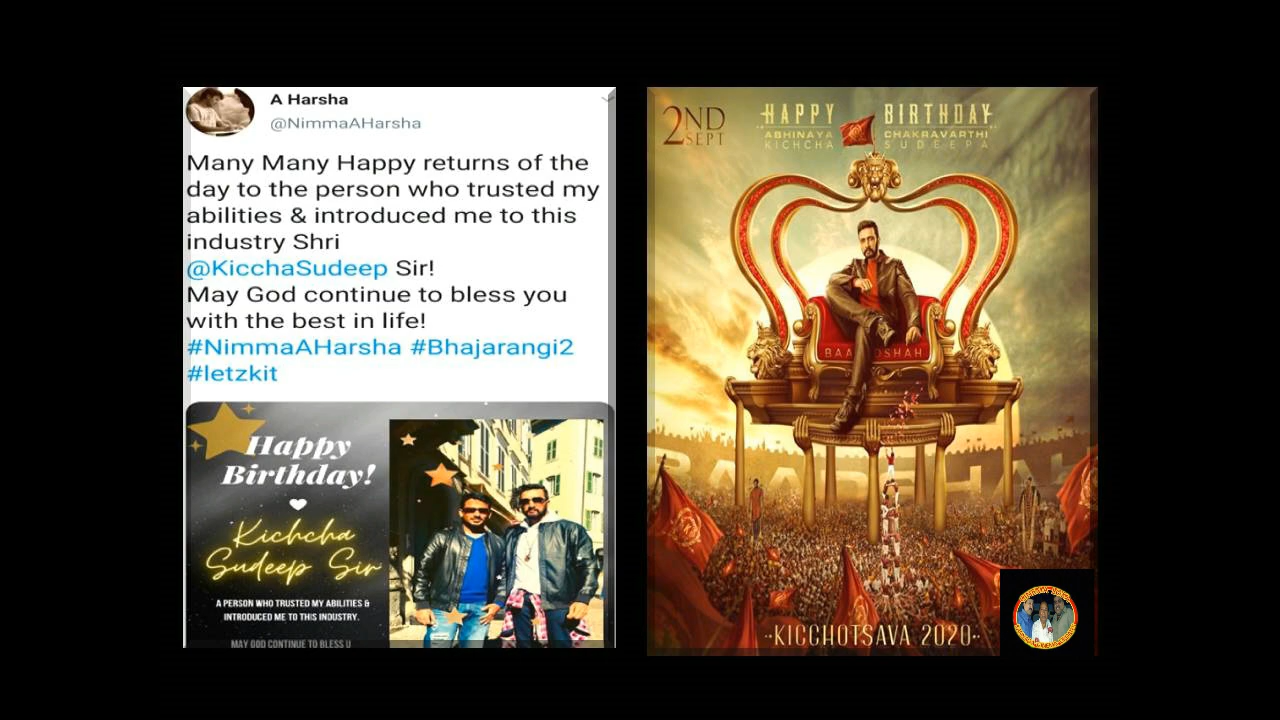 A Harsha
@NimmaAHarsha
Many Many Happy returns of the
day to the person who trusted my
abilities & introduced me to this
industry Shri
@KicchaSudeep Sir!
May God continue to bless you
with the best in life!
#NimmaAHarsha #Bhajarangi2
#letzkit
Happy
Birthday!
Kichcha
Sudeep Sir
A PERSON WHO TRUSTED MY ABILITIES &
INTRODUCED ME TO THIS INDUSTRY.
MAY GOD CONTINUE TO BLESS U
2ND
SEPT
HAPPY BIRTHDAY
ABHINAYA CHAKRAVARTHI
KICHCHA SUDEEPA
KICCHOTSAVA 2020